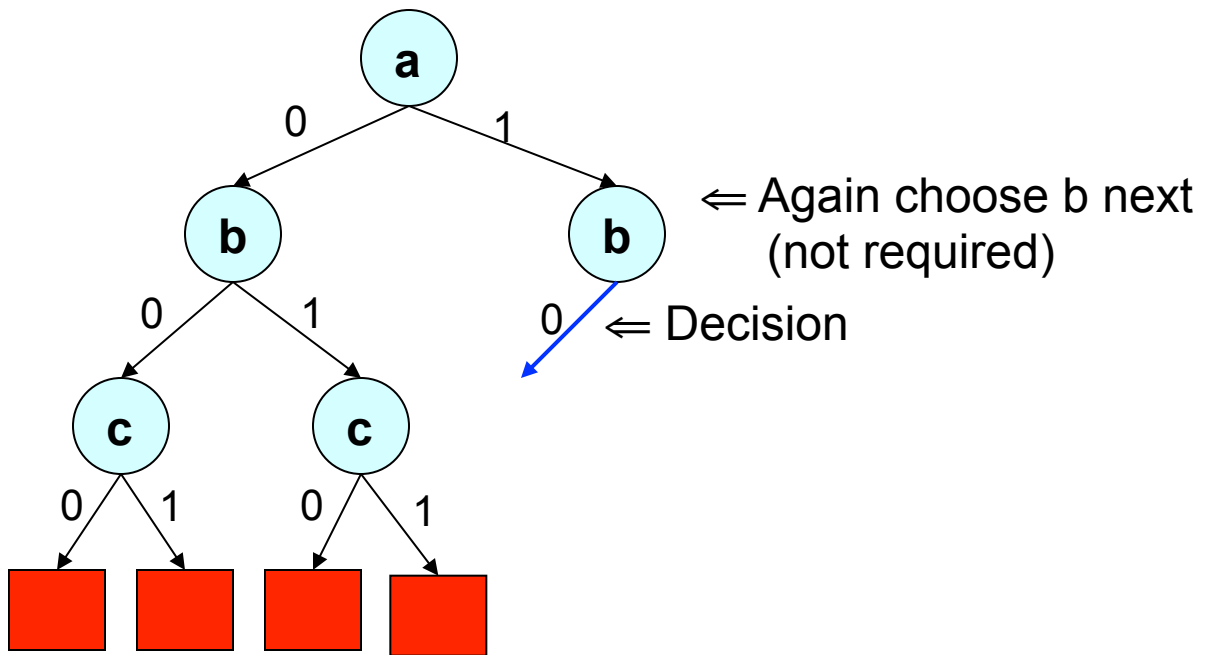 a
0
1
b
b
⇐ Again choose b next
(not required)
0
1
0
⇐ Decision
c
c
0
1
0
1